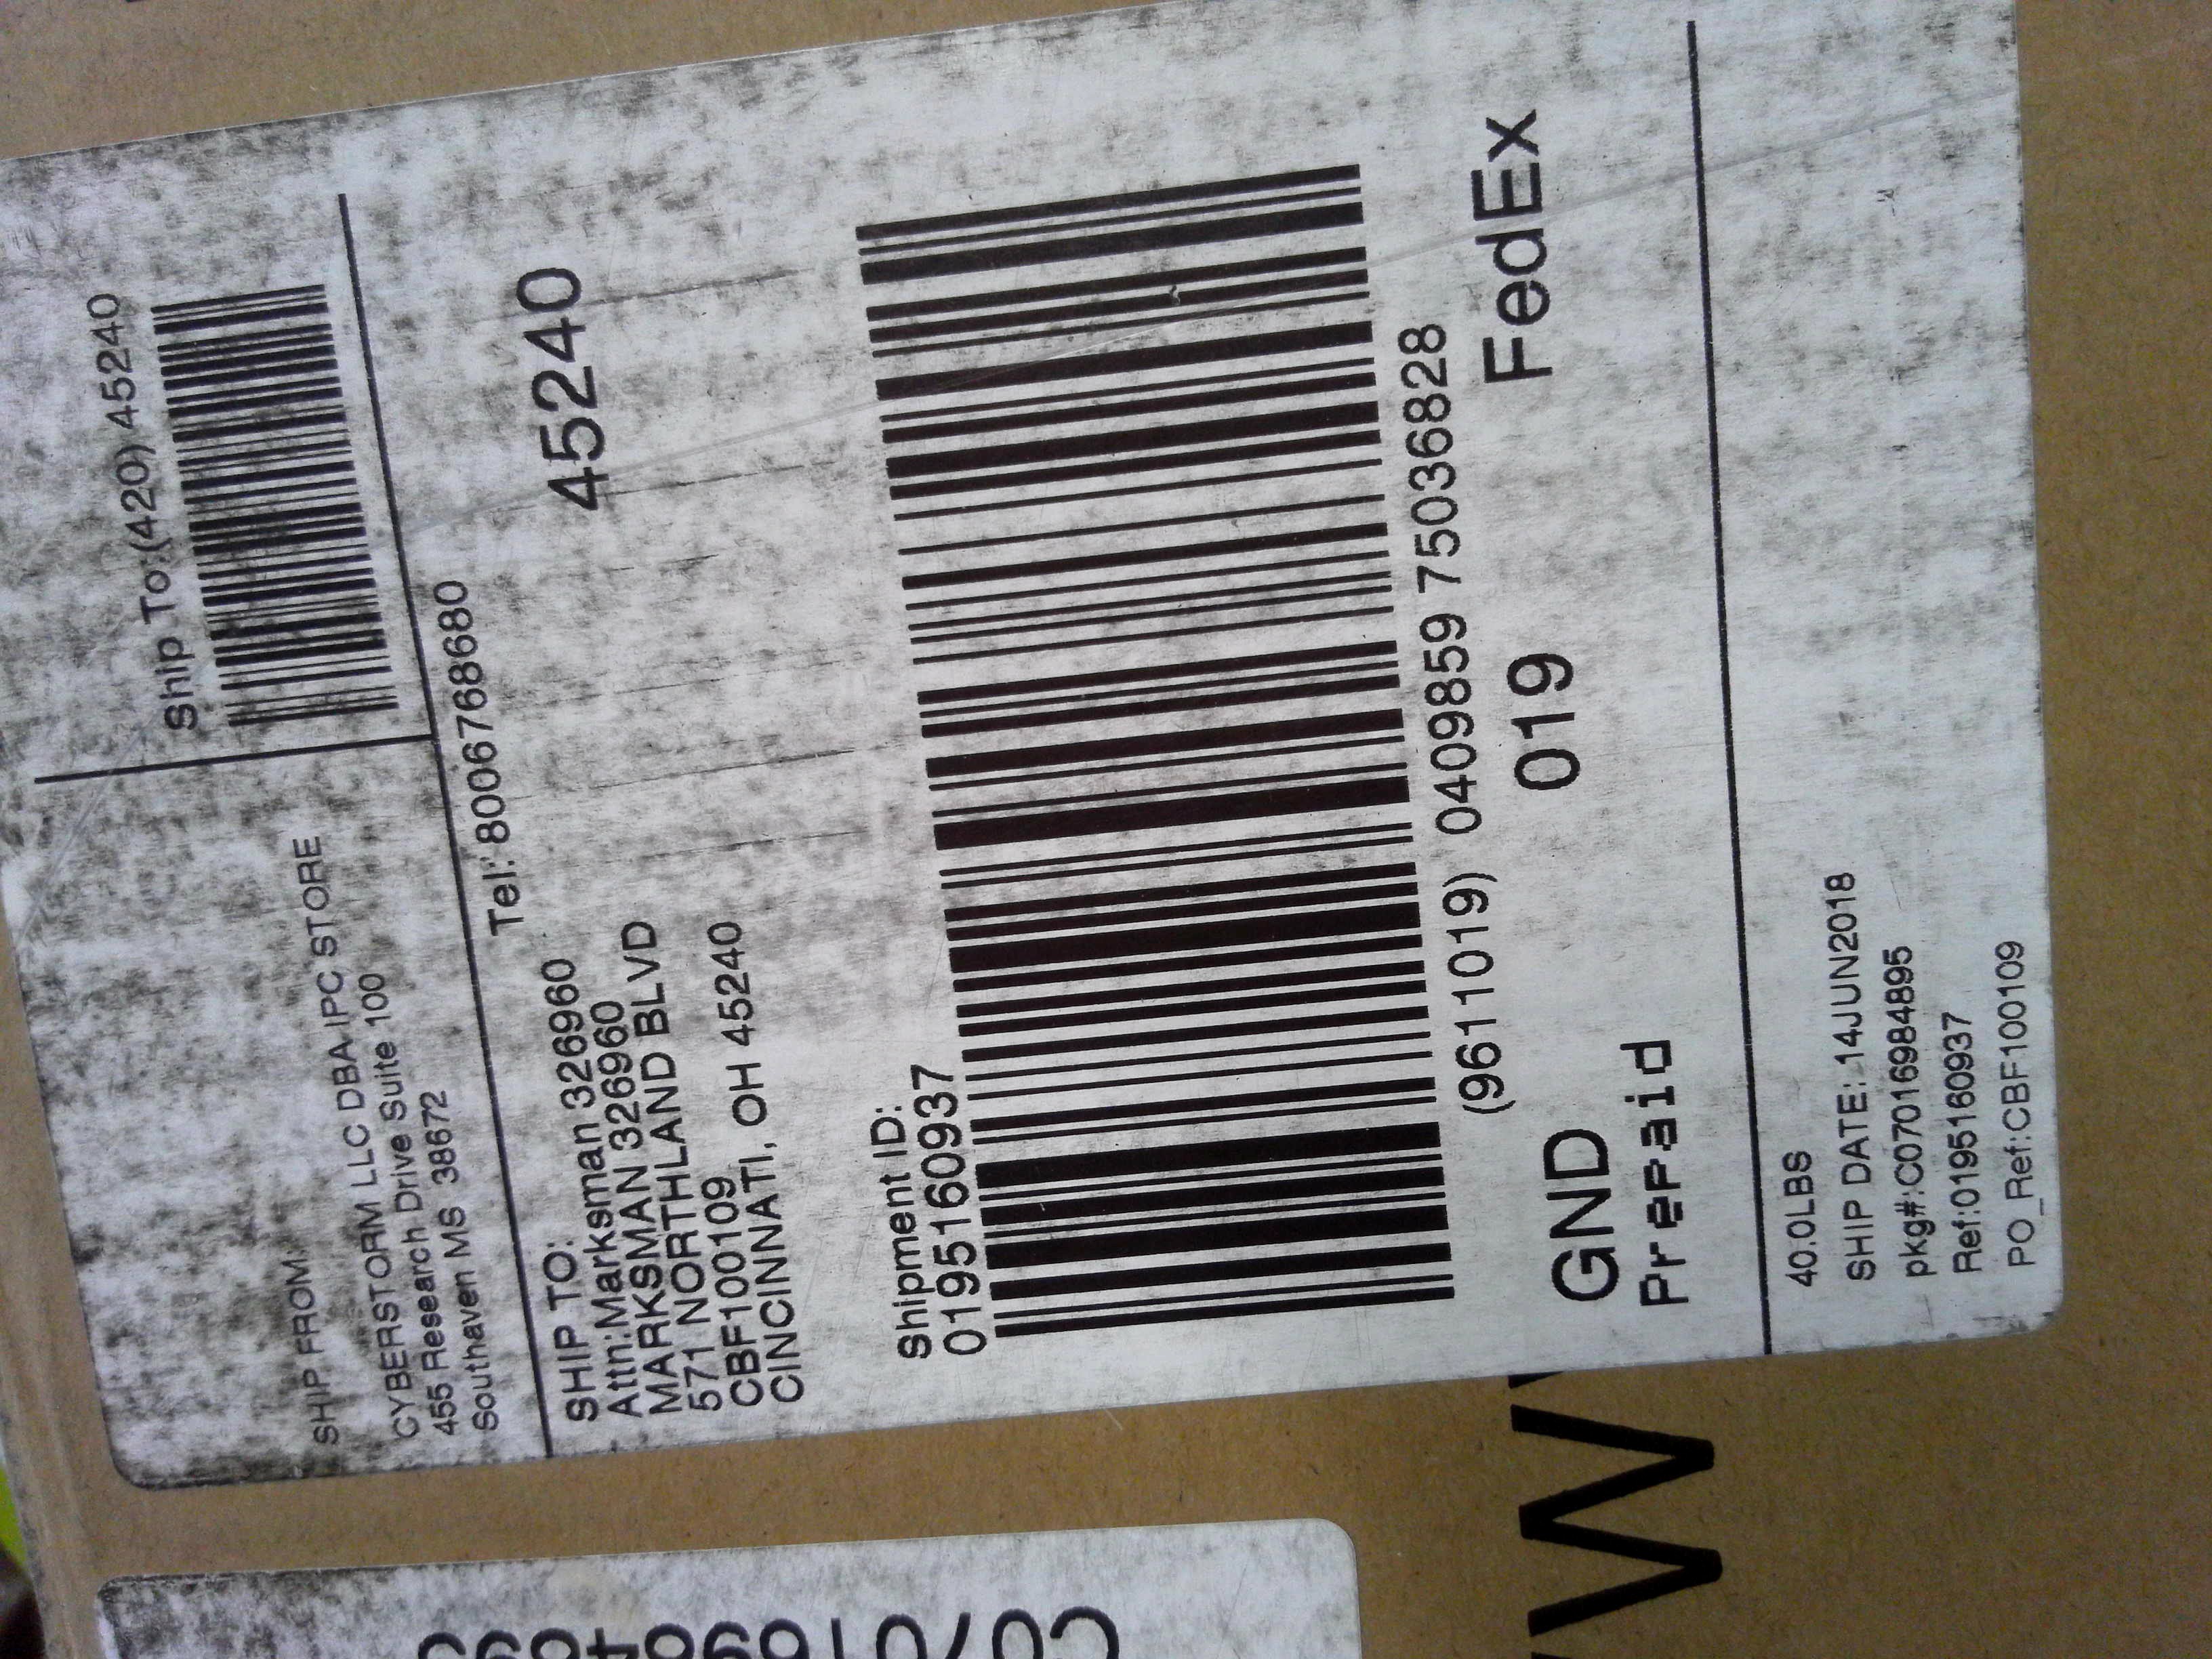 SHIP FROM:
CYBERSTORM LLC DBA IPC STORE
455 Research Drive Suite 100
Southaven MS 38672
Ship To:(420) 45240
Tel:8006768680
SHIP TO:
Attn:Marksman 326960
MARKSMAN 326960
571 NORTHLAND BLVD
CBF100109
CINCINNATI, OH 45240
45240
Shipment ID:
0195160937
(9611019) 0409859 75036828
GND 019 FedEx
Prepaid
40.0LBS
SHIP DATE: 14JUN2018
pkg#:C07016984895
Ref:0195160937
PO_Ref:CBF100109